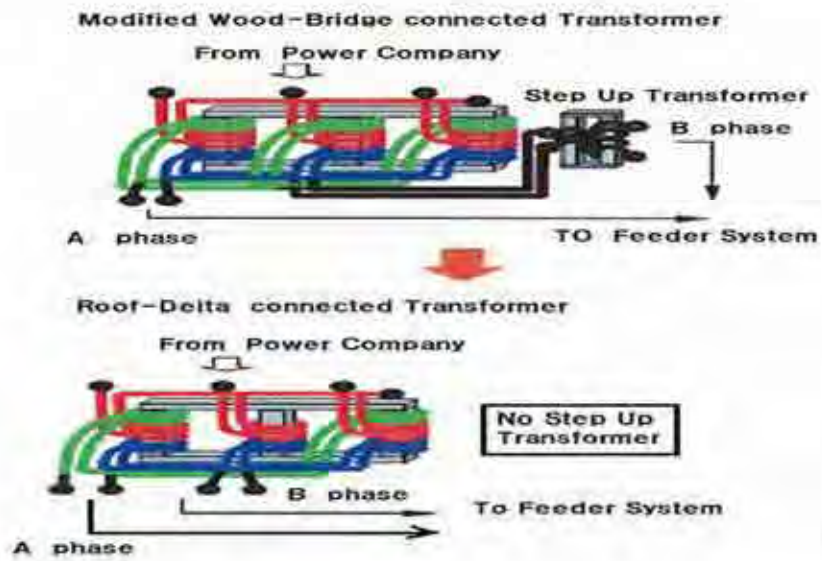 Modified Wood-Bridge connected Transformer
From Power Company
Step Up Transformer
B phase
A phase
TO Feeder System
Roof-Delta connected Transformer
From Power Company
No Step Up
Transformer
B phase
To Feeder System
A phase